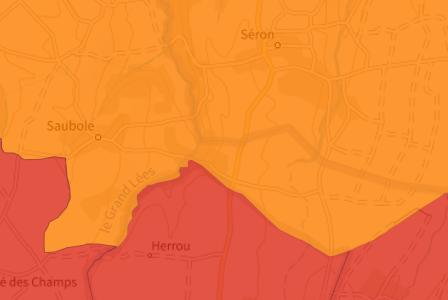 Séron
Saubole
le Grand Lées
Herrou
é des Champs